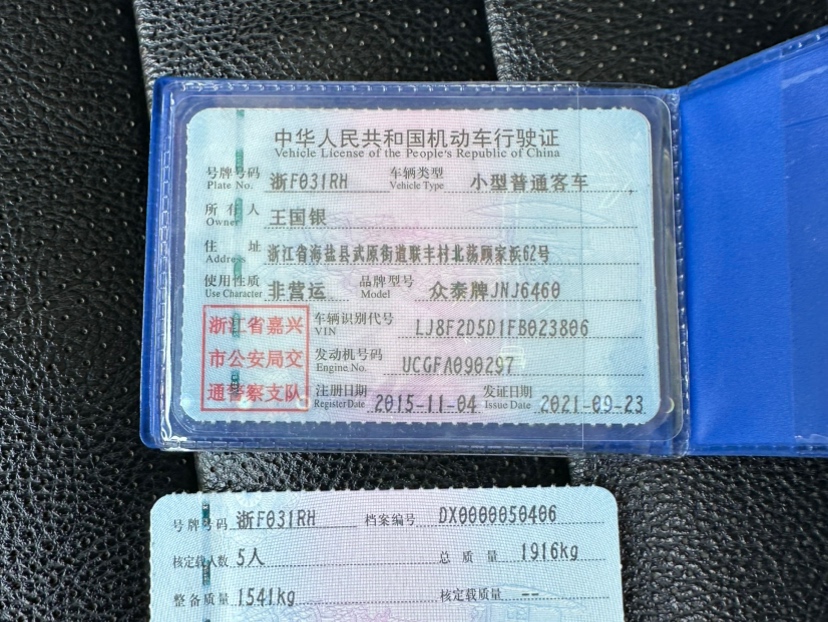 中华人民共和国机动车行驶证
Vehicle License of the People's Republic of China
号牌号码 浙F031RH 车辆类型 小型普通客车
Plate No. Vehicle Type
所有人 王国银
Owner
住址 浙江省海盐县武原街道联丰村北荡顾家浜62号
Address
使用性质 非营运 品牌型号 众泰牌JNJ6460
Use Character Model
浙江省嘉兴
市公安局交
通警察支队
车辆识别代号 LJ8F2D5D1FB023806
VIN
发动机号码 UCGFA090297
Engine No.
注册日期 2015-11-04 发证日期 2021-09-23
Register Date Issue Date
号牌号码 浙F031RH 档案编号 DX0000050406
核定载人数 5人 总质量 1916kg
整备质量 1541kg 核定载质量 --